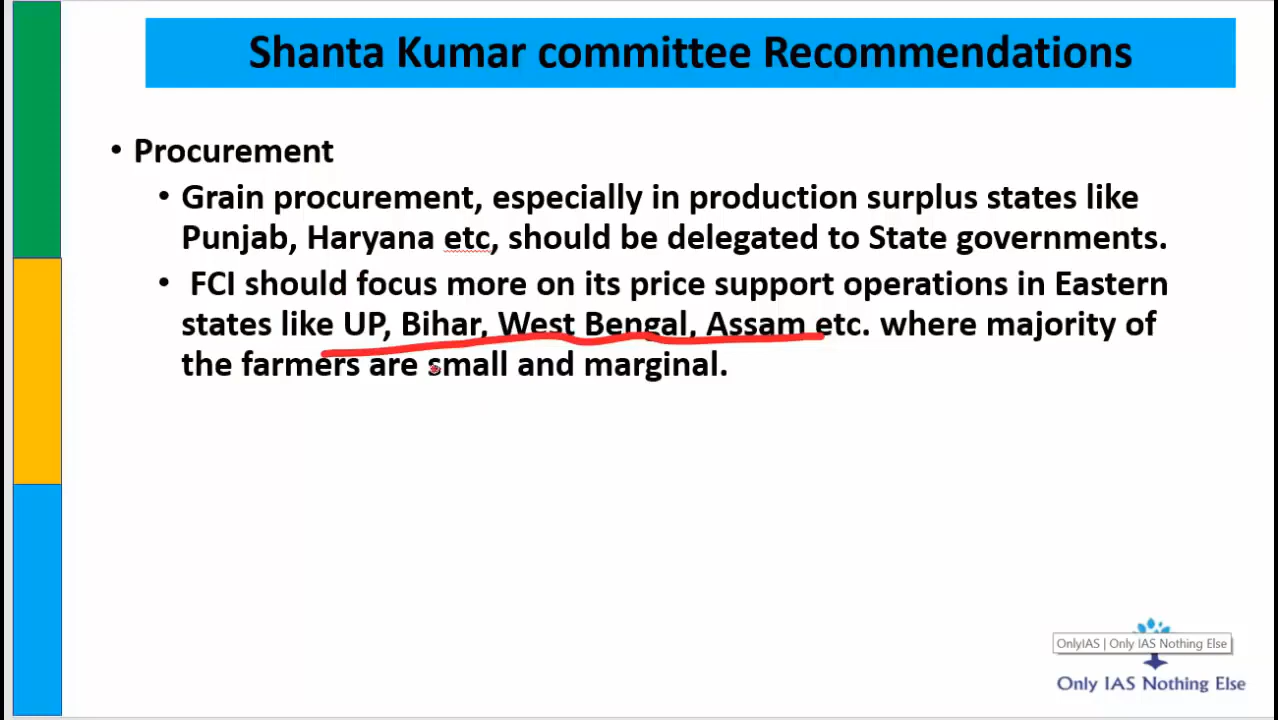 Shanta Kumar committee Recommendations
• Procurement
• Grain procurement, especially in production surplus states like
Punjab, Haryana etc, should be delegated to State governments.
• FCI should focus more on its price support operations in Eastern
states like UP, Bihar, West Bengal, Assam etc. where majority of
the farmers are small and marginal.
OnlyIAS | Only IAS Nothing Else
Only IAS Nothing Else